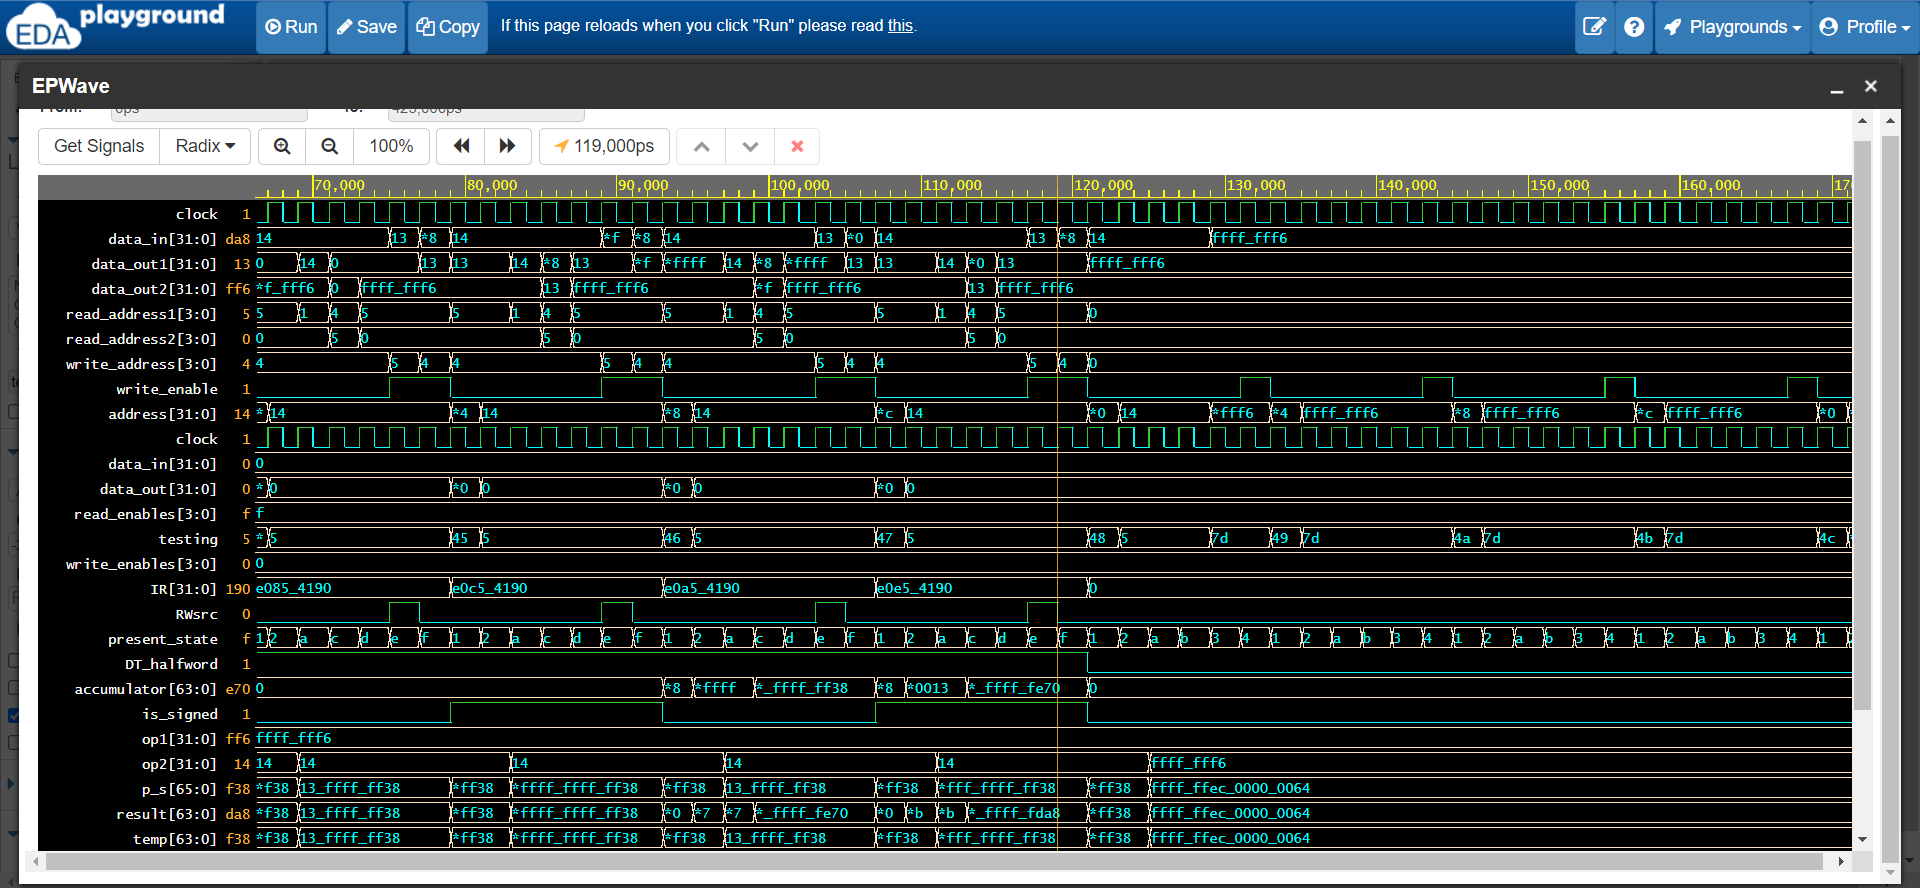 EDA playground Run Save Copy If this page reloads when you click "Run" please read this. Playgrounds Profile
EPWave
Get Signals Radix 100% 119,000ps
70,000 80,000 90,000 100,000 110,000 120,000 130,000 140,000 150,000 160,000
clock 1
data_in[31:0] da8 14 13 *8 14 *f *8 14 13 *0 14 13 *8 14 ffff_fff6
data_out1[31:0] 13 0 14 0 13 13 14 *8 13 *f *ffff 14 *8 *ffff 13 13 14 *0 13 ffff_fff6
data_out2[31:0] ff6 *f_fff6 0 ffff_fff6 13 ffff_fff6 *f ffff_fff6 13 ffff_fff6
read_address1[3:0] 5 5 1 4 5 5 1 4 5 5 1 4 5 5 1 4 5 0
read_address2[3:0] 0 0 5 0 5 0 5 0 5 0
write_address[3:0] 4 4 5 4 4 5 4 4 5 4 4 5 4 0
write_enable 1
address[31:0] 14 * 14 *4 14 *8 14 *c 14 *0 14 *fff6 *4 ffff_fff6 *8 ffff_fff6 *c ffff_fff6 *0
clock 1
data_in[31:0] 0 0
data_out[31:0] 0 * 0 *0 0 *0 0 *0 0
read_enables[3:0] f f
testing 5 * 5 45 5 46 5 47 5 48 5 7d 49 7d 4a 7d 4b 7d 4c
write_enables[3:0] 0 0
IR[31:0] 190 e085_4190 e0c5_4190 e0a5_4190 e0e5_4190 0
RWsrc 0
present_state f 1 2 a c d e f 1 2 a c d e f 1 2 a c d e f 1 2 a c d e f 1 2 a b 3 4 1 2 a b 3 4 1 2 a b 3 4 1 2 a b 3 4 1
DT_halfword 1
accumulator[63:0] e70 0 *8 *ffff *_ffff_ff38 *8 *0013 *_ffff_fe70 0
is_signed 1
op1[31:0] ff6 ffff_fff6
op2[31:0] 14 14 14 14 14 14 ffff_fff6
p_s[65:0] f38 *f38 13_ffff_ff38 *ff38 *ffff_ffff_ff38 *ff38 13_ffff_ff38 *ff38 *fff_ffff_ff38 *ff38 ffff_ffec_0000_0064
result[63:0] da8 *f38 13_ffff_ff38 *ff38 *ffff_ffff_ff38 *0 *7 *7 *_ffff_fe70 *0 *b *b *_ffff_fda8 *ff38 ffff_ffec_0000_0064
temp[63:0] f38 *f38 13_ffff_ff38 *ff38 *ffff_ffff_ff38 *ff38 13_ffff_ff38 *ff38 *fff_ffff_ff38 *ff38 ffff_ffec_0000_0064